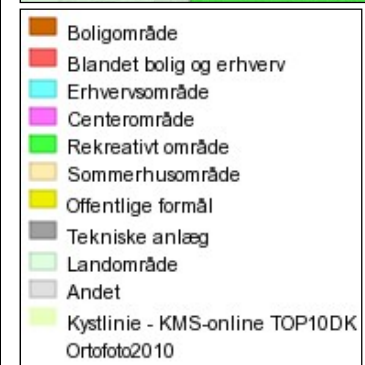 Boligområde
Blandet bolig og erhverv
Erhvervsområde
Centerområde
Rekreativt område
Sommerhusområde
Offentlige formål
Tekniske anlæg
Landområde
Andet
Kystlinie - KMS-online TOP10DK
Ortofoto2010